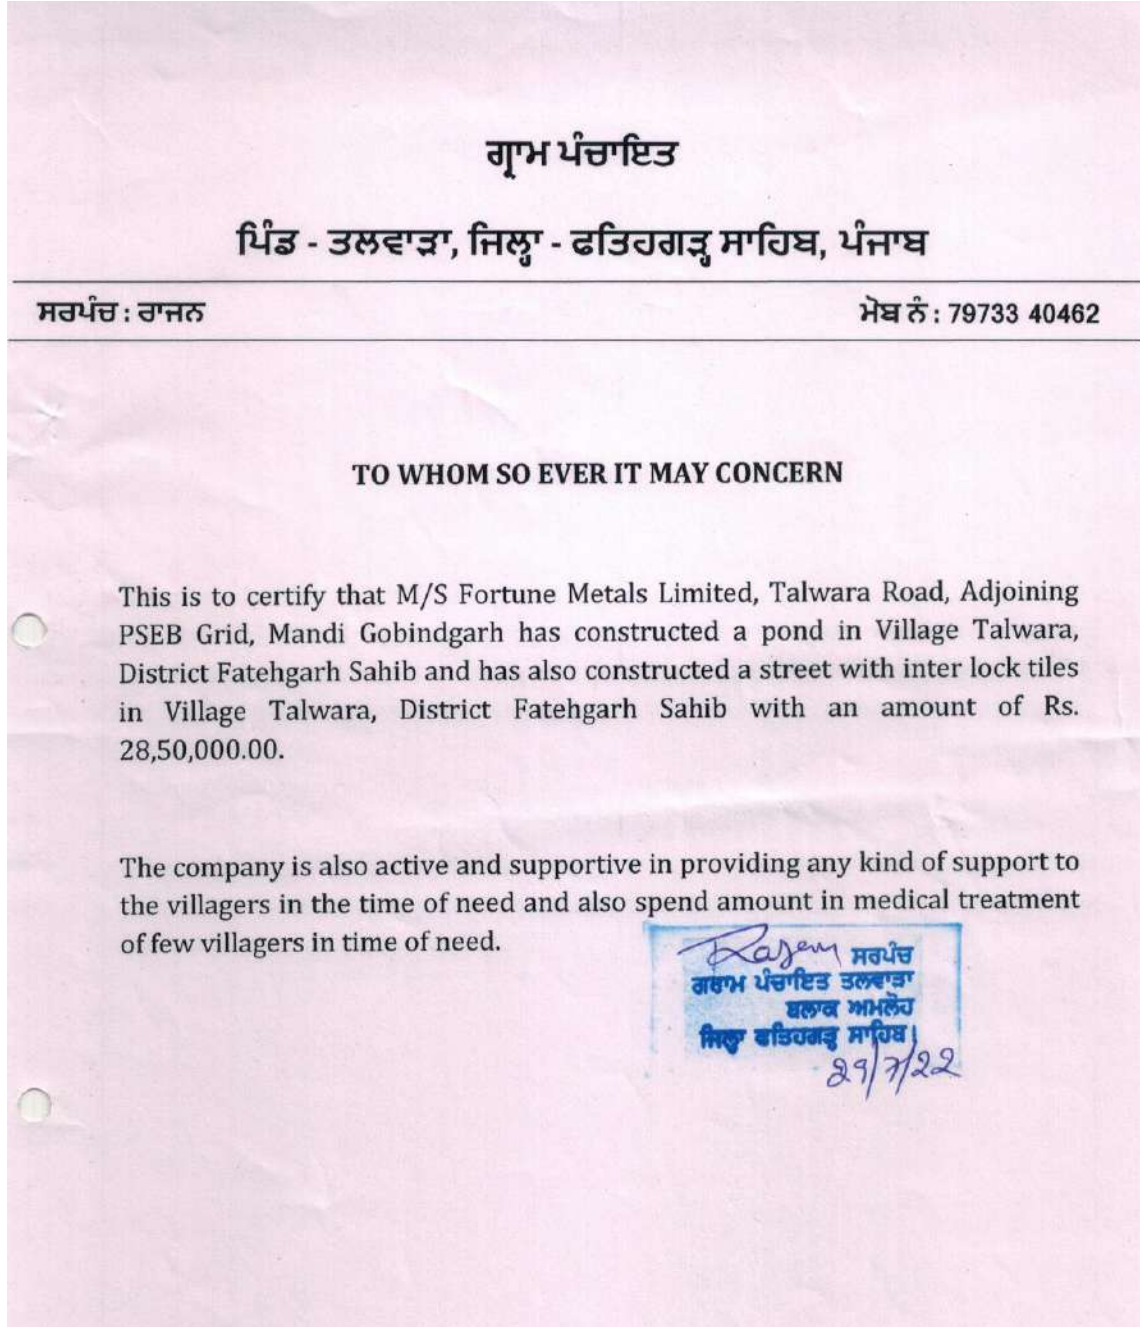 ਗ੍ਰਾਮ ਪੰਚਾਇਤ
ਪਿੰਡ - ਤਲਵਾੜਾ, ਜਿਲ੍ਹਾ - ਫਤਿਹਗੜ੍ਹ ਸਾਹਿਬ, ਪੰਜਾਬ
ਸਰਪੰਚ : ਰਾਜਨ ਮੋਬ ਨੰ : 79733 40462
TO WHOM SO EVER IT MAY CONCERN
This is to certify that M/S Fortune Metals Limited, Talwara Road, Adjoining
PSEB Grid, Mandi Gobindgarh has constructed a pond in Village Talwara,
District Fatehgarh Sahib and has also constructed a street with inter lock tiles
in Village Talwara, District Fatehgarh Sahib with an amount of Rs.
28,50,000.00.
The company is also active and supportive in providing any kind of support to
the villagers in the time of need and also spend amount in medical treatment
of few villagers in time of need.
ਸਰਪੰਚ
ਗਰਾਮ ਪੰਚਾਇਤ ਤਲਵਾੜਾ
ਬਲਾਕ ਅਮਲੋਹ
ਜਿਲ੍ਹਾ ਫਤਿਹਗੜ੍ਹ ਸਾਹਿਬ।
29/7/22